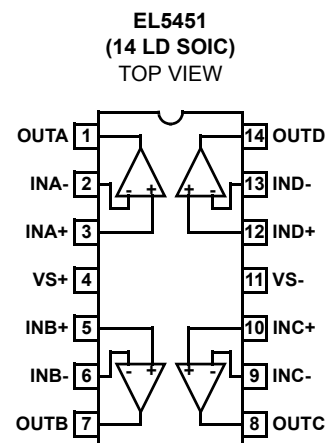 EL5451
(14 LD SOIC)
TOP VIEW
OUTA 1 14 OUTD
INA- 2 - + + - 13 IND-
INA+ 3 12 IND+
VS+ 4 11 VS-
INB+ 5 10 INC+
INB- 6 - + + - 9 INC-
OUTB 7 8 OUTC